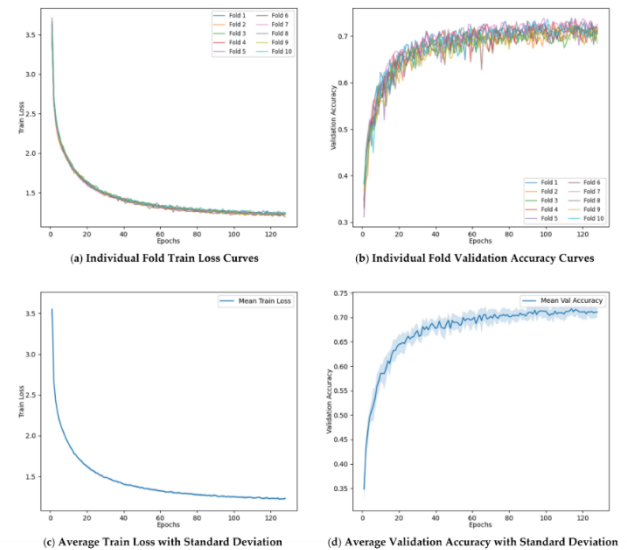 3.5
3.0
2.5
2.0
1.5
Train Loss
Fold 1 Fold 6
Fold 2 Fold 7
Fold 3 Fold 8
Fold 4 Fold 9
Fold 5 Fold 10
0 20 40 60 80 100 120
Epochs
(a) Individual Fold Train Loss Curves
0.7
0.6
0.5
0.4
0.3
Validation Accuracy
Fold 1 Fold 6
Fold 2 Fold 7
Fold 3 Fold 8
Fold 4 Fold 9
Fold 5 Fold 10
0 20 40 60 80 100 120
Epochs
(b) Individual Fold Validation Accuracy Curves
3.5
3.0
2.5
2.0
1.5
Train Loss
Mean Train Loss
0 20 40 60 80 100 120
Epochs
(c) Average Train Loss with Standard Deviation
0.75
0.70
0.65
0.60
0.55
0.50
0.45
0.40
0.35
Validation Accuracy
Mean Val Accuracy
0 20 40 60 80 100 120
Epochs
(d) Average Validation Accuracy with Standard Deviation